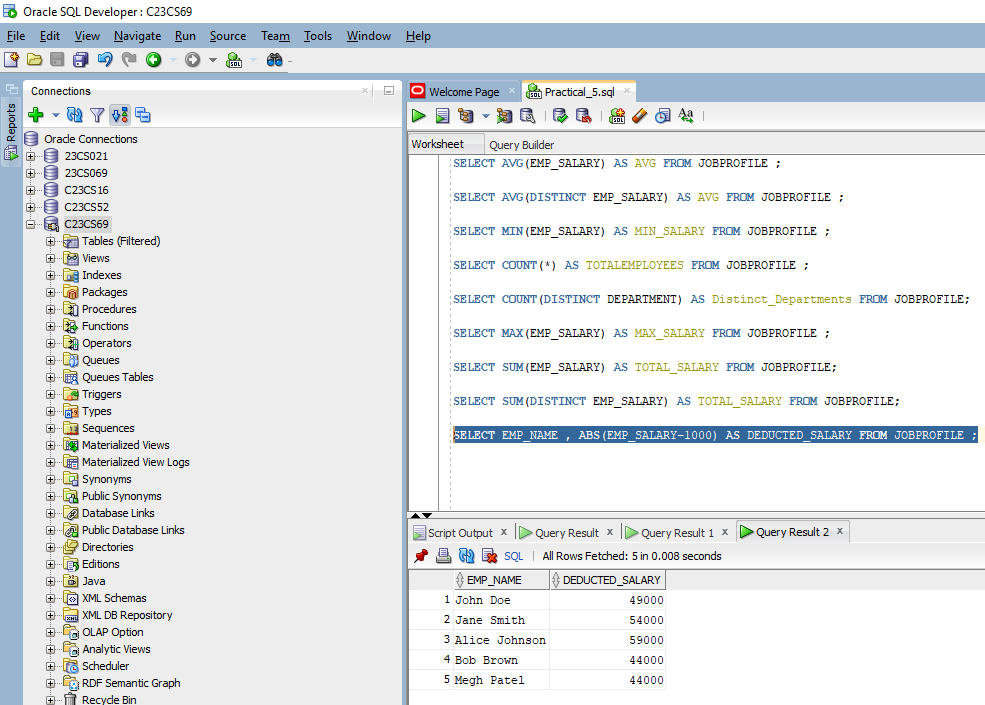 Oracle SQL Developer : C23CS69
File Edit View Navigate Run Source Team Tools Window Help
SQL
Reports
Connections
Oracle Connections
23CS021
23CS069
C23CS16
C23CS52
C23CS69
Tables (Filtered)
Views
Indexes
Packages
Procedures
Functions
Operators
Queues
Queues Tables
Triggers
Types
Sequences
Materialized Views
Materialized View Logs
Synonyms
Public Synonyms
Database Links
Public Database Links
Directories
Editions
Java
XML Schemas
XML DB Repository
OLAP Option
Analytic Views
Scheduler
RDF Semantic Graph
Recycle Bin
Welcome Page Practical_5.sql
Worksheet Query Builder
SELECT AVG(EMP_SALARY) AS AVG FROM JOBPROFILE ;
SELECT AVG(DISTINCT EMP_SALARY) AS AVG FROM JOBPROFILE ;
SELECT MIN(EMP_SALARY) AS MIN_SALARY FROM JOBPROFILE ;
SELECT COUNT(*) AS TOTALEMPLOYEES FROM JOBPROFILE ;
SELECT COUNT(DISTINCT DEPARTMENT) AS Distinct_Departments FROM JOBPROFILE;
SELECT MAX(EMP_SALARY) AS MAX_SALARY FROM JOBPROFILE ;
SELECT SUM(EMP_SALARY) AS TOTAL_SALARY FROM JOBPROFILE;
SELECT SUM(DISTINCT EMP_SALARY) AS TOTAL_SALARY FROM JOBPROFILE;
SELECT EMP_NAME , ABS(EMP_SALARY-1000) AS DEDUCTED_SALARY FROM JOBPROFILE ;
Script Output x Query Result x Query Result 1 x Query Result 2 x
SQL | All Rows Fetched: 5 in 0.008 seconds
EMP_NAME DEDUCTED_SALARY
1 John Doe 49000
2 Jane Smith 54000
3 Alice Johnson 59000
4 Bob Brown 44000
5 Megh Patel 44000